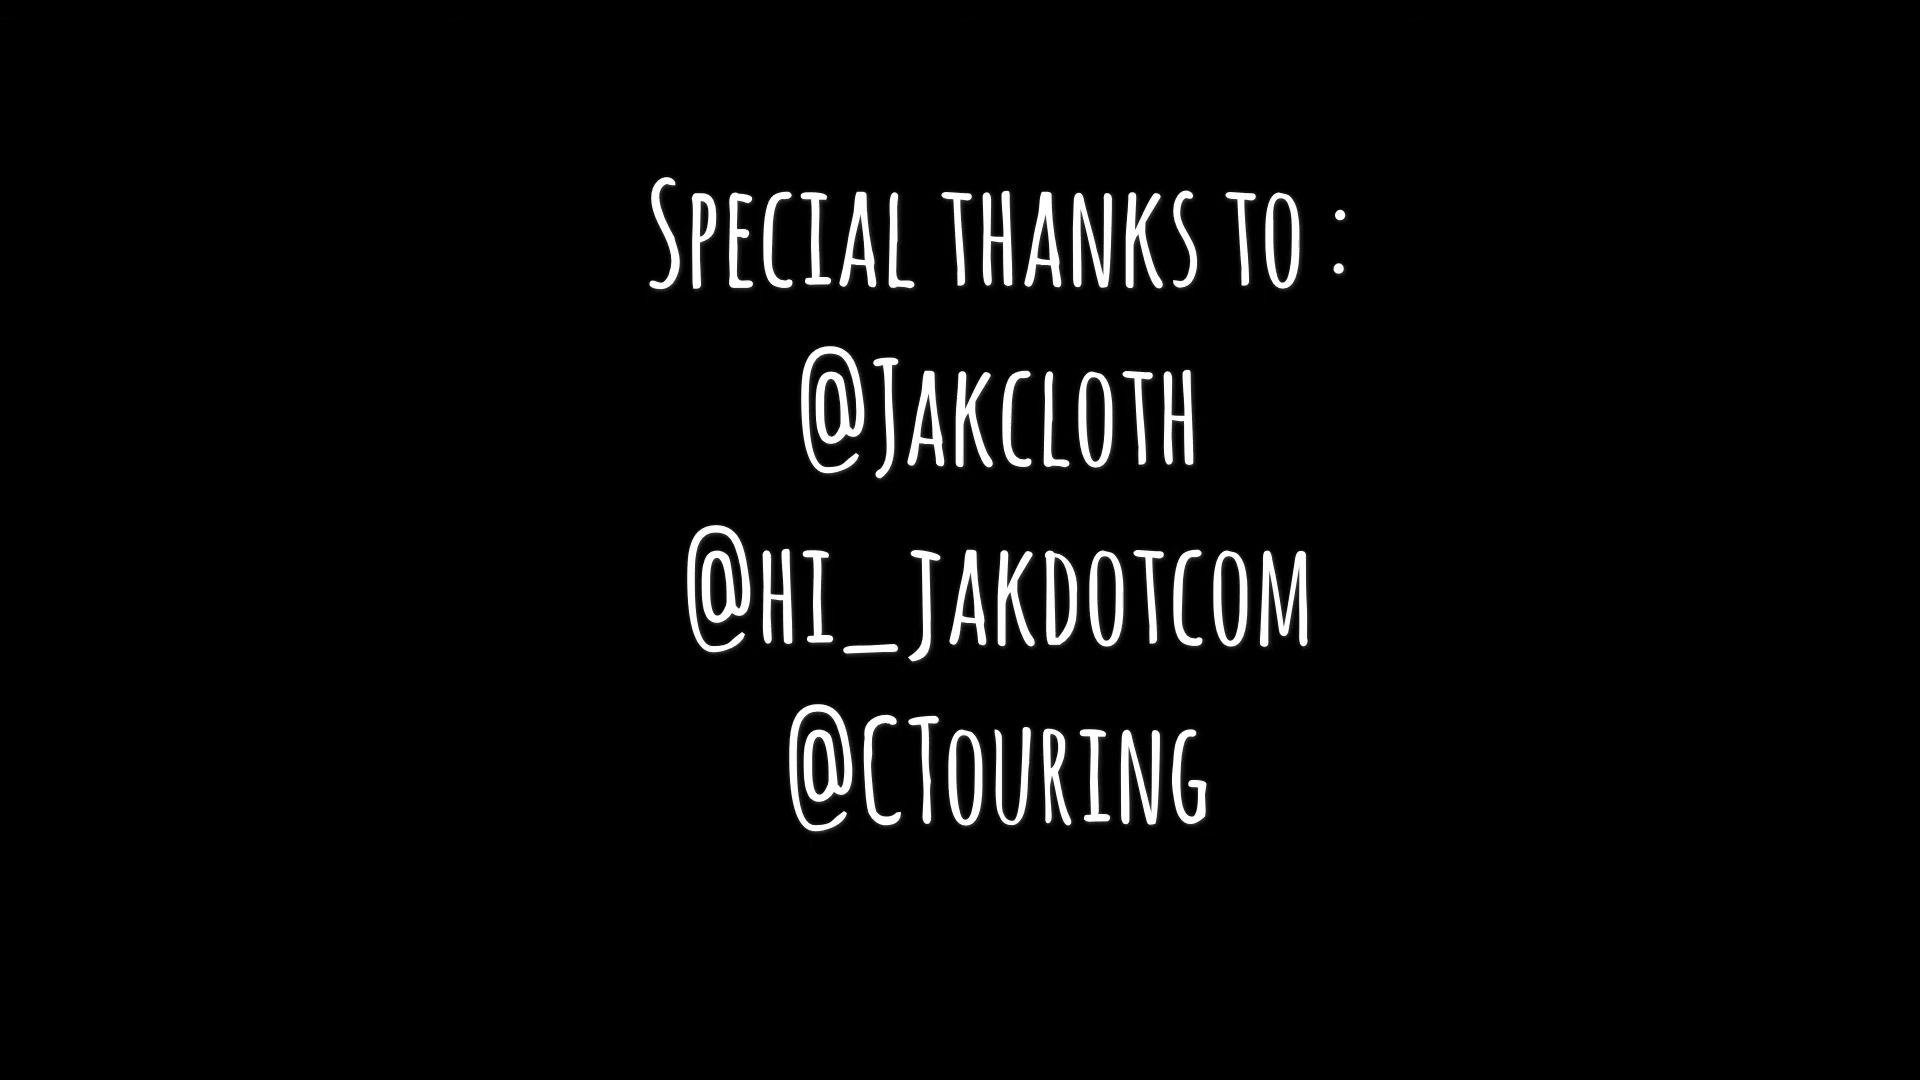 Special thanks to :
@Jakcloth
@hi_jakdotcom
@CTouring